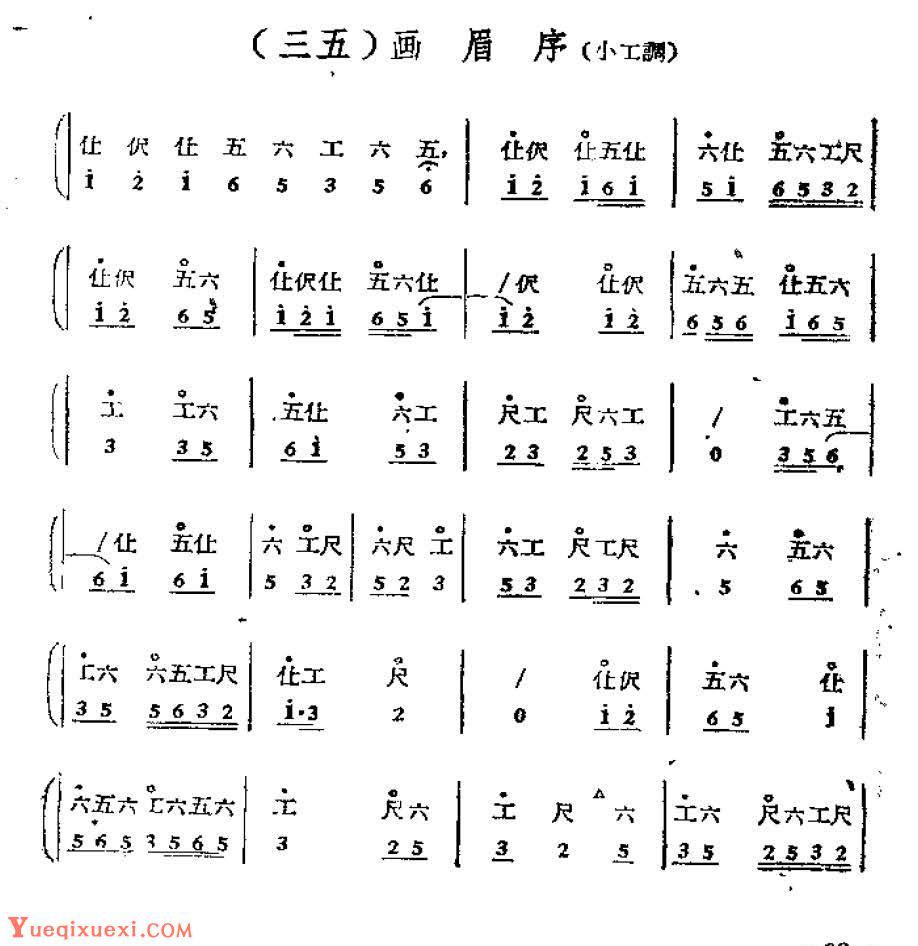 （三五）画 眉 序（小工調）
仩 伬 仩 五 六 工 六 五， 仩伬 仩五仩 六仩 五六工尺
i 2̇ i 6 5 3 5 6 i 2̇ i 6 i 5 i 6 5 3 2
仩伬 五六 仩伬仩 五六仩 /伬 仩伬 五六五 仩五六
i 2̇ 6 5 i 2̇ i 6 5 i i 2̇ i 2̇ 6 5 6 i 6 5
工 工六 五仩 六工 尺工 尺六工 / 工六五
3 3 5 6 i 5 3 2 3 2 5 3 0 3 5 6
/仩 五仩 六 工尺 六尺 工 六工 尺工尺 六 五六
6 i 6 i 5 3 2 5 2 3 5 3 2 3 2 5 6 5
工六 六五工尺 仩工 尺 / 仩伬 五六 仩
3 5 5 6 3 2 i·3 2 0 i 2̇ 6 5 i
六五六 工六五六 工 尺六 工 尺 六 工六 尺六工尺
5 6 5 3 5 6 5 3 2 5 3 2 5 3 5 2 5 3 2
Yueqixuexi.com